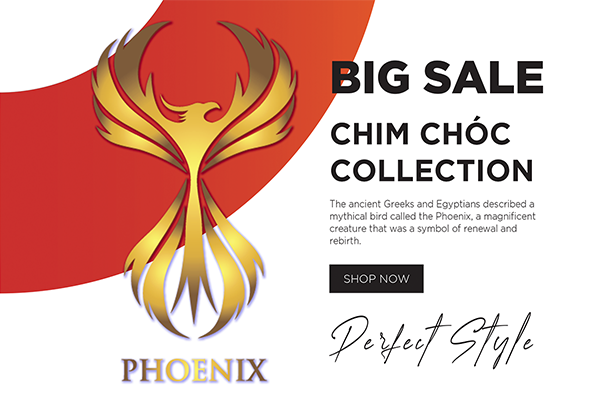 BIG SALE
CHIM CHÓC
COLLECTION
The ancient Greeks and Egyptians described a
mythical bird called the Phoenix, a magnificent
creature that was a symbol of renewal and
rebirth.
SHOP NOW
Perfect Style
PHOENIX